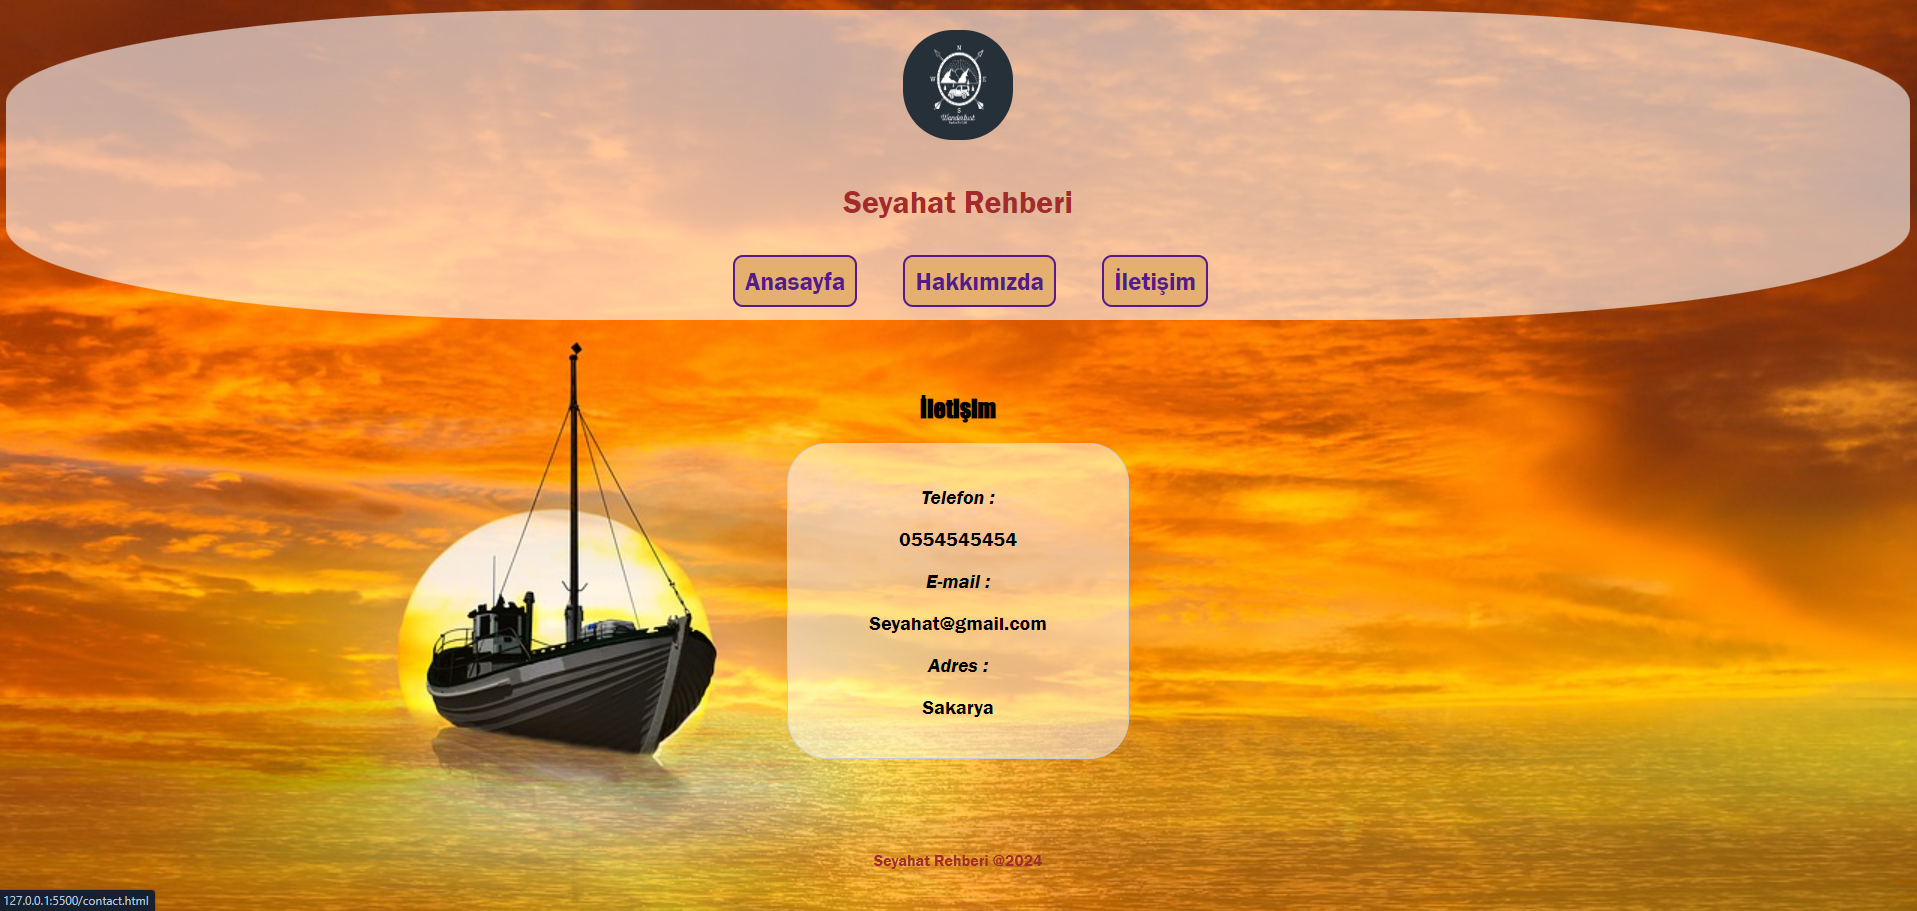 N
W E
S
Wanderlust
Seyahat Rehberi
Anasayfa Hakkımızda İletişim
İletişim
Telefon :
0554545454
E-mail :
Seyahat@gmail.com
Adres :
Sakarya
Seyahat Rehberi @2024
127.0.0.1:5500/contact.html